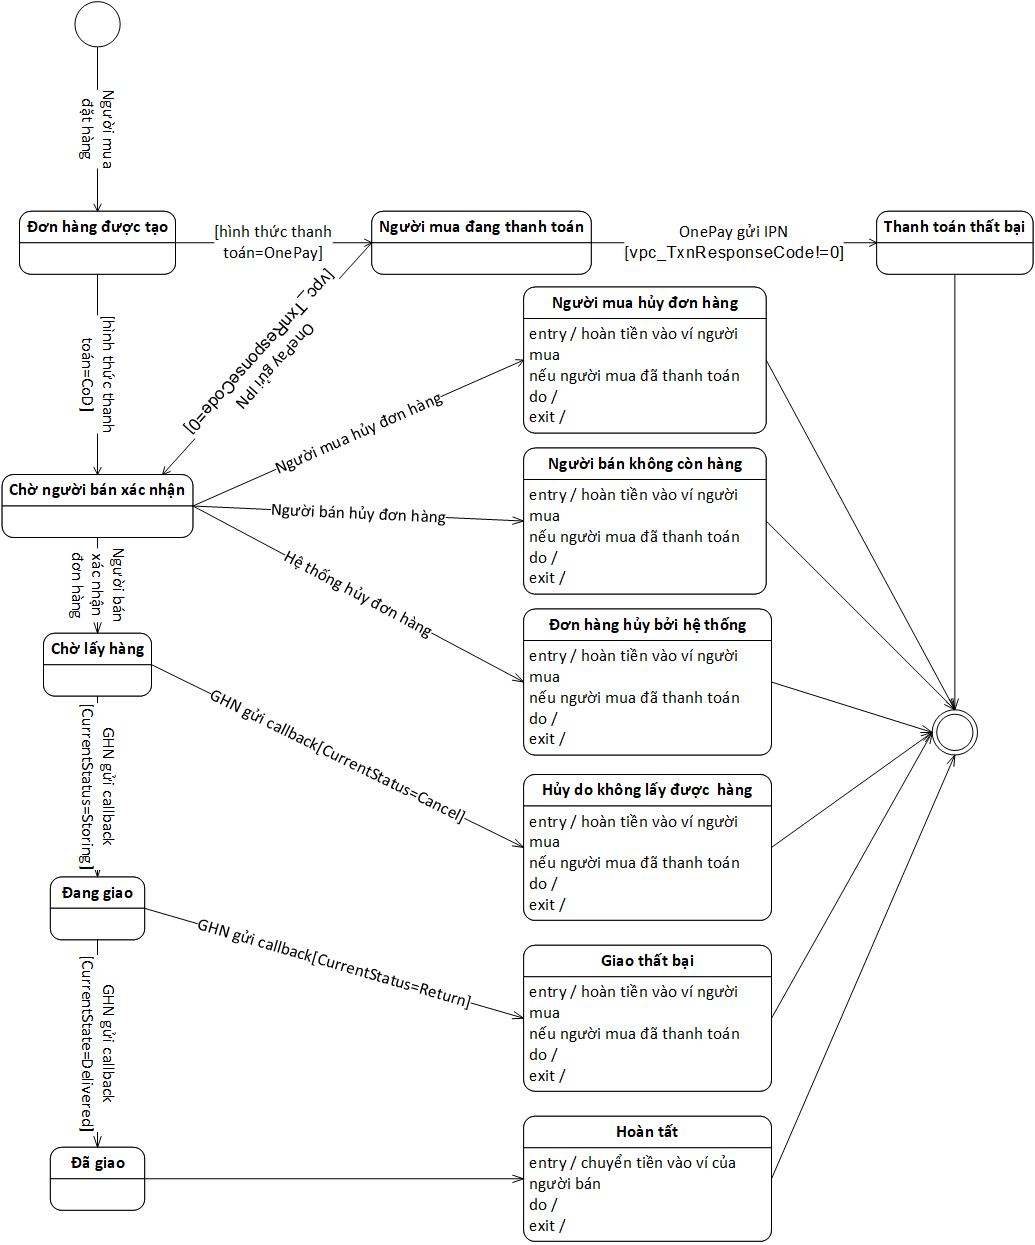 Người mua
đặt hàng
Đơn hàng được tạo
[hình thức thanh
toán=OnePay]
Người mua đang thanh toán
OnePay gửi IPN
[vpc_TxnResponseCode!=0]
Thanh toán thất bại
[hình thức thanh
toán=CoD]
OnePay gửi IPN
[vpc_TxnResponseCode=0]
Người mua hủy đơn hàng
entry / hoàn tiền vào ví người
mua
nếu người mua đã thanh toán
do /
exit /
Người mua hủy đơn hàng
Chờ người bán xác nhận
Người bán không còn hàng
entry / hoàn tiền vào ví người
mua
nếu người mua đã thanh toán
do /
exit /
Người bán hủy đơn hàng
Hệ thống hủy đơn hàng
Người bán
xác nhận
đơn hàng
Đơn hàng hủy bởi hệ thống
entry / hoàn tiền vào ví người
mua
nếu người mua đã thanh toán
do /
exit /
Chờ lấy hàng
GHN gửi callback[CurrentStatus=Cancel]
GHN gửi callback
[CurrentStatus=Storing]
Hủy do không lấy được  hàng
entry / hoàn tiền vào ví người
mua
nếu người mua đã thanh toán
do /
exit /
Đang giao
GHN gửi callback[CurrentStatus=Return]
GHN gửi callback
[CurrentState=Delivered]
Giao thất bại
entry / hoàn tiền vào ví người
mua
nếu người mua đã thanh toán
do /
exit /
Đã giao
Hoàn tất
entry / chuyển tiền vào ví của
người bán
do /
exit /